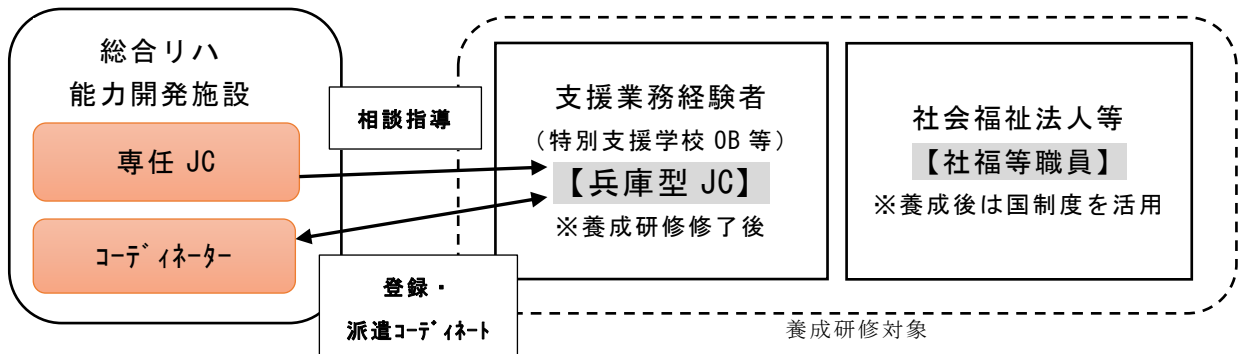 総合リハ
能力開発施設
専任 JC
ｺｰﾃﾞｨﾈｰﾀｰ
相談指導
登録・
派遣ｺｰﾃﾞｨﾈｰﾄ
支援業務経験者
（特別支援学校 OB 等）
【兵庫型 JC】
※養成研修修了後
社会福祉法人等
【社福等職員】
※養成後は国制度を活用
養成研修対象